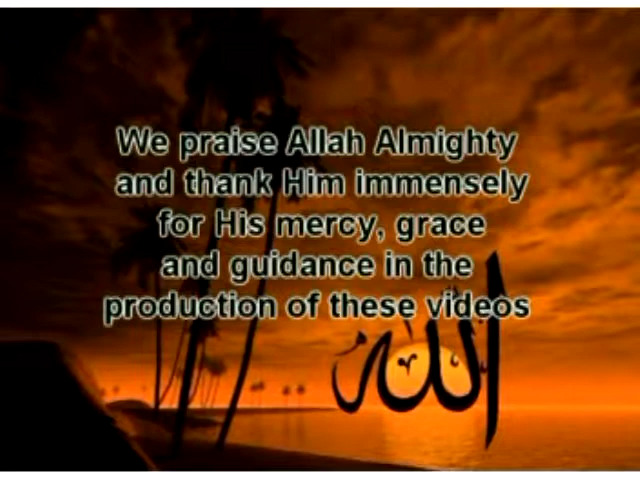 We praise Allah Almighty
and thank Him immensely
for His mercy, grace
and guidance in the
production of these videos
الله